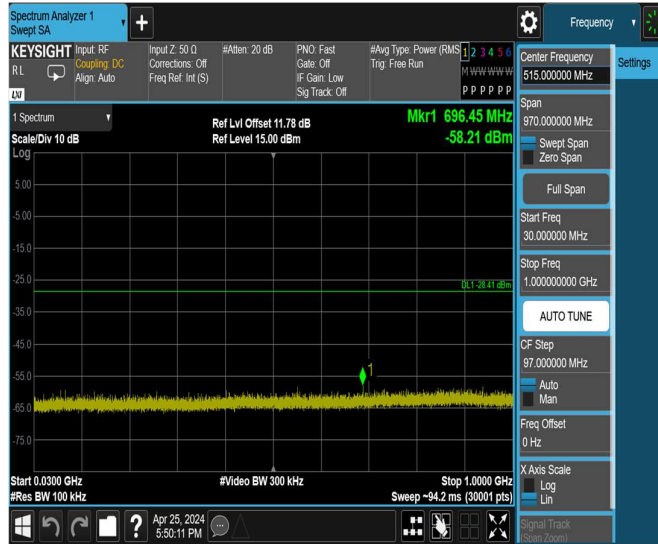 Spectrum Analyzer 1
Swept SA
Frequency
KEYSIGHT
RL
LXI
Input: RF
Coupling: DC
Align: Auto
Input Z: 50 Ω
Corrections: Off
Freq Ref: Int (S)
#Atten: 20 dB
PNO: Fast
Gate: Off
IF Gain: Low
Sig Track: Off
#Avg Type: Power (RMS
Trig: Free Run
1 2 3 4 5 6
M W W W W W
P P P P P P
1 Spectrum
Scale/Div 10 dB
Log
Ref Lvl Offset 11.78 dB
Ref Level 15.00 dBm
Mkr1 696.45 MHz
-58.21 dBm
5.00
-5.00
-15.0
-25.0
-35.0
-45.0
-55.0
-65.0
-75.0
DL1 -28.41 dBm
1
Start 0.0300 GHz
#Res BW 100 kHz
#Video BW 300 kHz
Stop 1.0000 GHz
Sweep ~94.2 ms (30001 pts)
Apr 25, 2024
5:50:11 PM
?
Center Frequency
515.000000 MHz
Span
970.000000 MHz
Swept Span
Zero Span
Full Span
Start Freq
30.000000 MHz
Stop Freq
1.000000000 GHz
AUTO TUNE
CF Step
97.000000 MHz
Auto
Man
Freq Offset
0 Hz
X Axis Scale
Log
Lin
Signal Track
(Span Zoom)
Settings